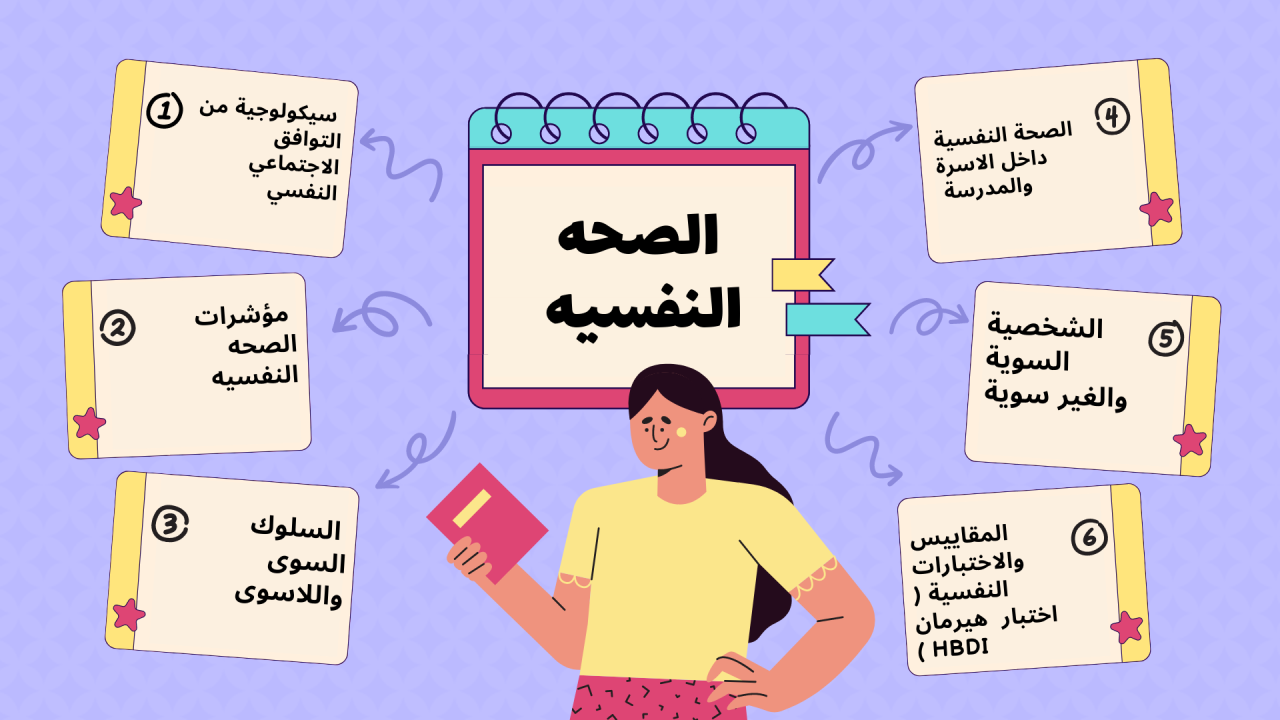 الصحه
النفسيه
1
سيكولوجية من
التوافق
الاجتماعي
النفسي
2
مؤشرات
الصحه
النفسيه
3
السلوك
السوى
واللاسوى
4
الصحة النفسية
داخل الاسرة
والمدرسة
5
الشخصية
السوية
والغير سوية
6
المقاييس
والاختبارات
النفسية (
اختبار هيرمان
HBDI )